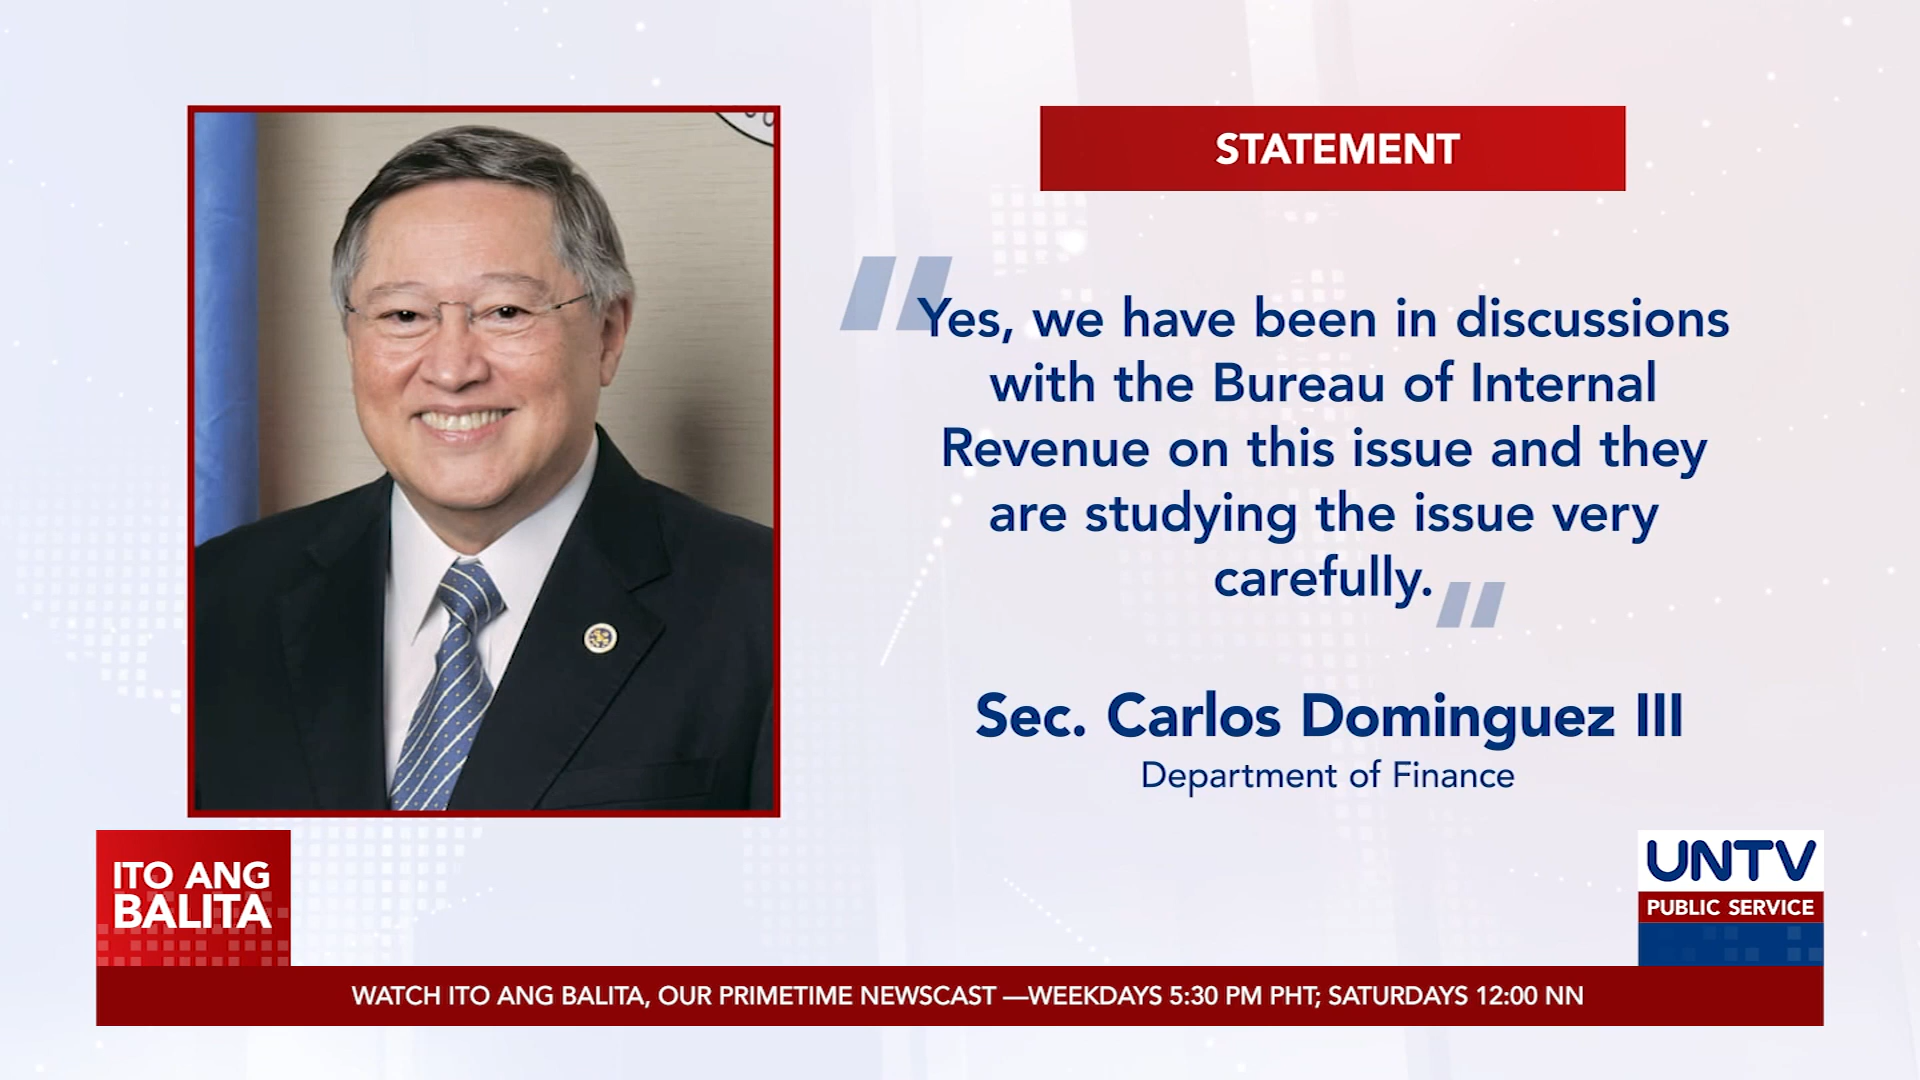 STATEMENT
Yes, we have been in discussions
with the Bureau of Internal
Revenue on this issue and they
are studying the issue very
carefully.
Sec. Carlos Dominguez III
Department of Finance
ITO ANG
BALITA
UNTV
PUBLIC SERVICE
WATCH ITO ANG BALITA, OUR PRIMETIME NEWSCAST —WEEKDAYS 5:30 PM PHT; SATURDAYS 12:00 NN